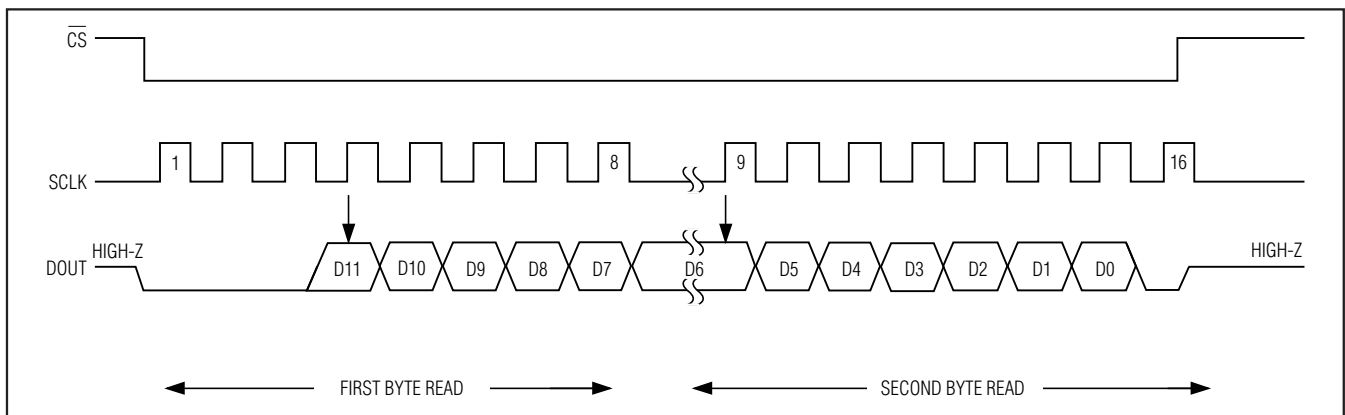 C̅S̅
1 8 9 16
SCLK
HIGH-Z HIGH-Z
DOUT D11 D10 D9 D8 D7 D6 D5 D4 D3 D2 D1 D0
FIRST BYTE READ SECOND BYTE READ